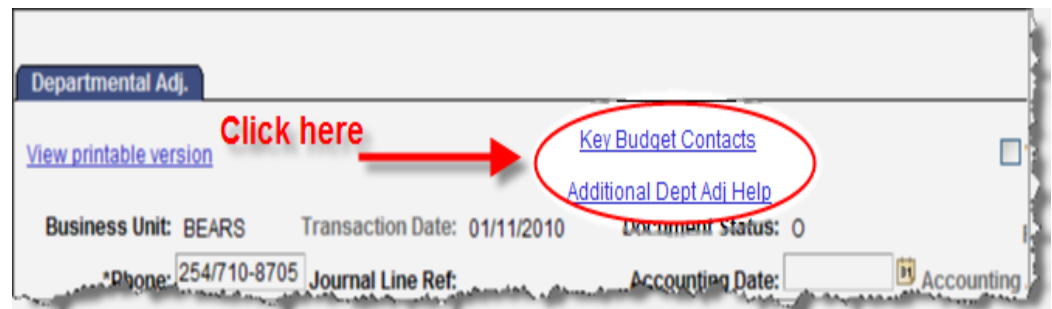 Departmental Adj.
Click here
Key Budget Contacts
View printable version
Additional Dept Adj Help
Business Unit: BEARS Transaction Date: 01/11/2010 Document Status: O
*Phone: 254/710-8705 Journal Line Ref: Accounting Date: 31 Accounting